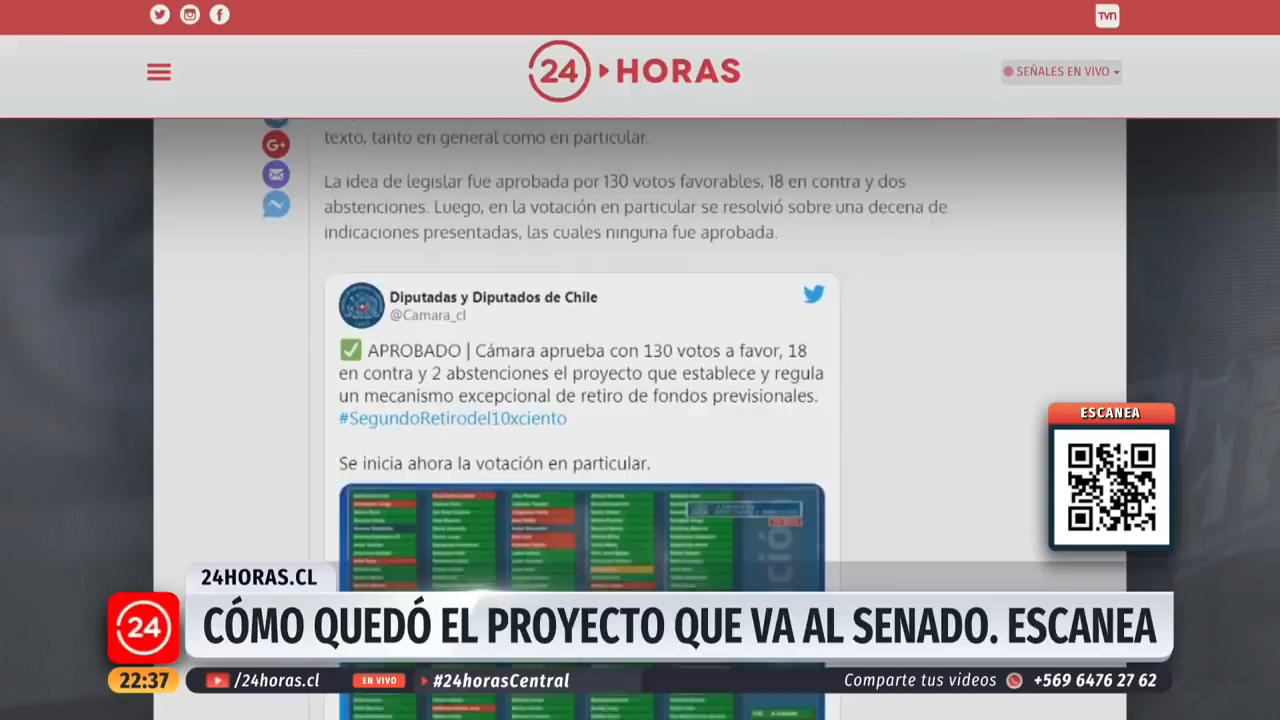 TVN
24 HORAS
SEÑALES EN VIVO
texto, tanto en general como en particular.
G+
La idea de legislar fue aprobada por 130 votos favorables, 18 en contra y dos
abstenciones. Luego, en la votación en particular se resolvió sobre una decena de
indicaciones presentadas, las cuales ninguna fue aprobada.
Diputadas y Diputados de Chile
@Camara_cl
APROBADO | Cámara aprueba con 130 votos a favor, 18
en contra y 2 abstenciones el proyecto que establece y regula
un mecanismo excepcional de retiro de fondos previsionales.
#SegundoRetirodel10xciento
Se inicia ahora la votación en particular.
ESCANEA
24HORAS.CL
24
CÓMO QUEDÓ EL PROYECTO QUE VA AL SENADO. ESCANEA
22:37
/24horas.cl
EN VIVO
#24horasCentral
Comparte tus videos
+569 6476 27 62